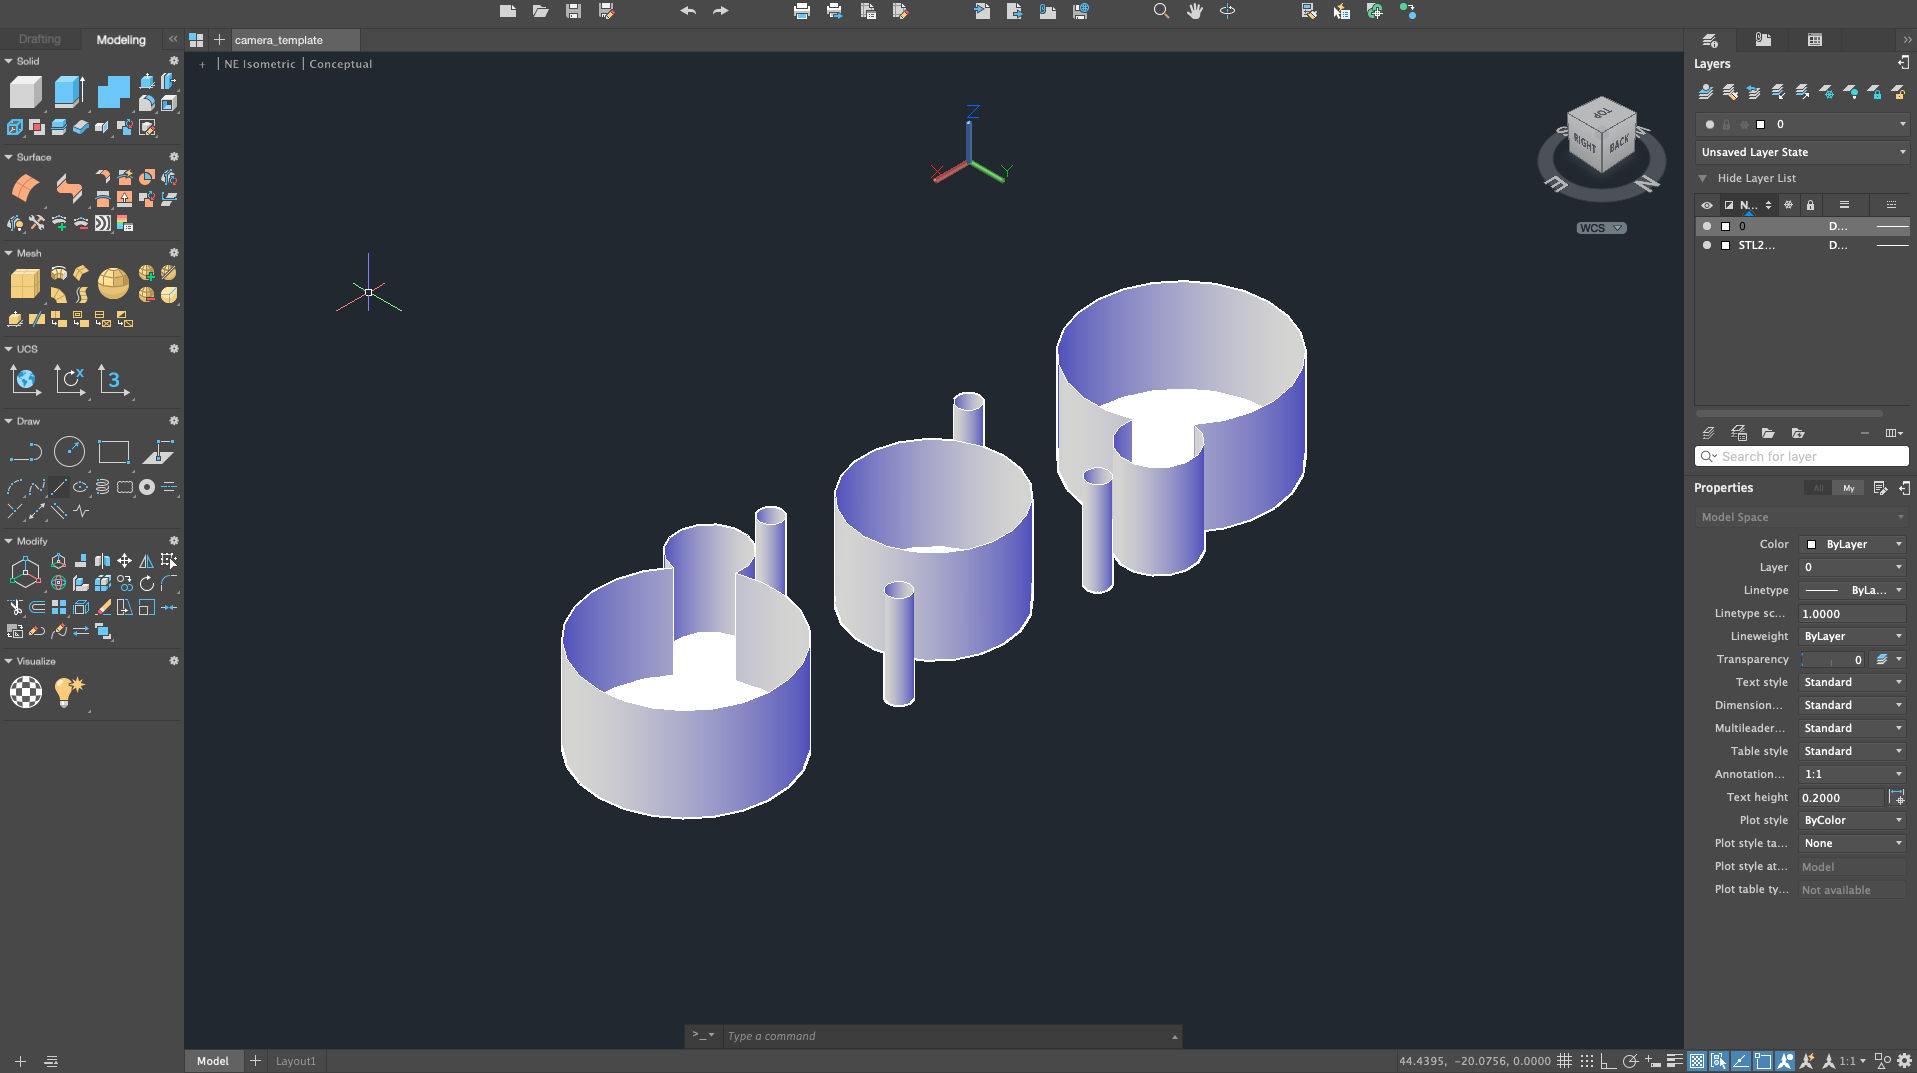 Drafting
Modeling
camera_template
+ | NE Isometric | Conceptual
Solid
Surface
Mesh
UCS
X
3
Draw
Modify
Visualize
Z
X
Y
TOP
RIGHT
BACK
E
N
WCS
Layers
0
Unsaved Layer State
Hide Layer List
N...
0 D...
STL2... D...
Search for layer
Properties
All My
Model Space
Color ByLayer
Layer 0
Linetype ByLa...
Linetype sc... 1.0000
Lineweight ByLayer
Transparency 0
Text style Standard
Dimension... Standard
Multileader... Standard
Table style Standard
Annotation... 1:1
Text height 0.2000
Plot style ByColor
Plot style ta... None
Plot style at... Model
Plot table ty... Not available
>_ Type a command
Model + Layout1
44.4395, -20.0756, 0.0000
1:1